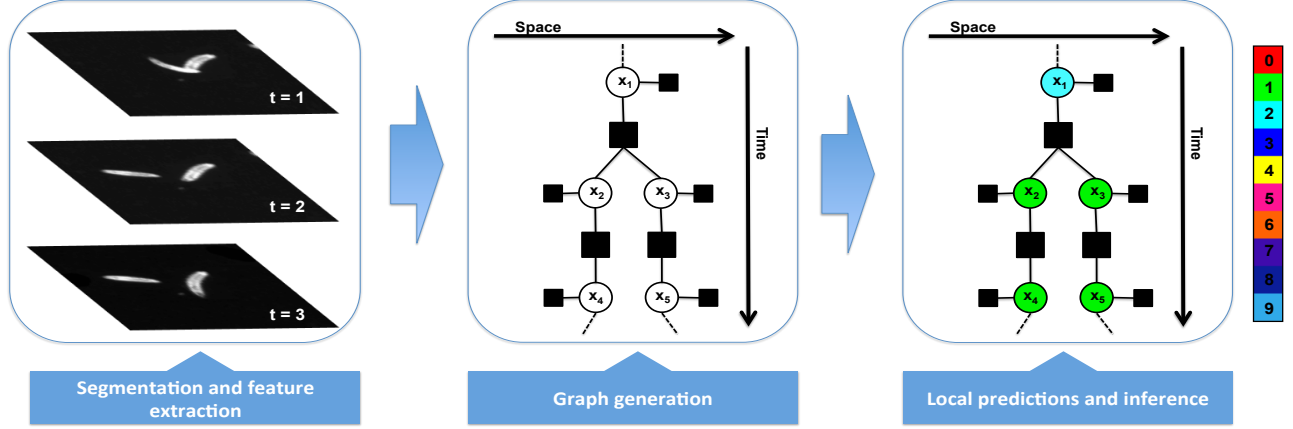 t = 1
t = 2
t = 3
Segmentation and feature
extraction
Space
Time
x₁
x₂
x₃
x₄
x₅
Graph generation
Space
Time
x₁
x₂
x₃
x₄
x₅
Local predictions and inference
0
1
2
3
4
5
6
7
8
9